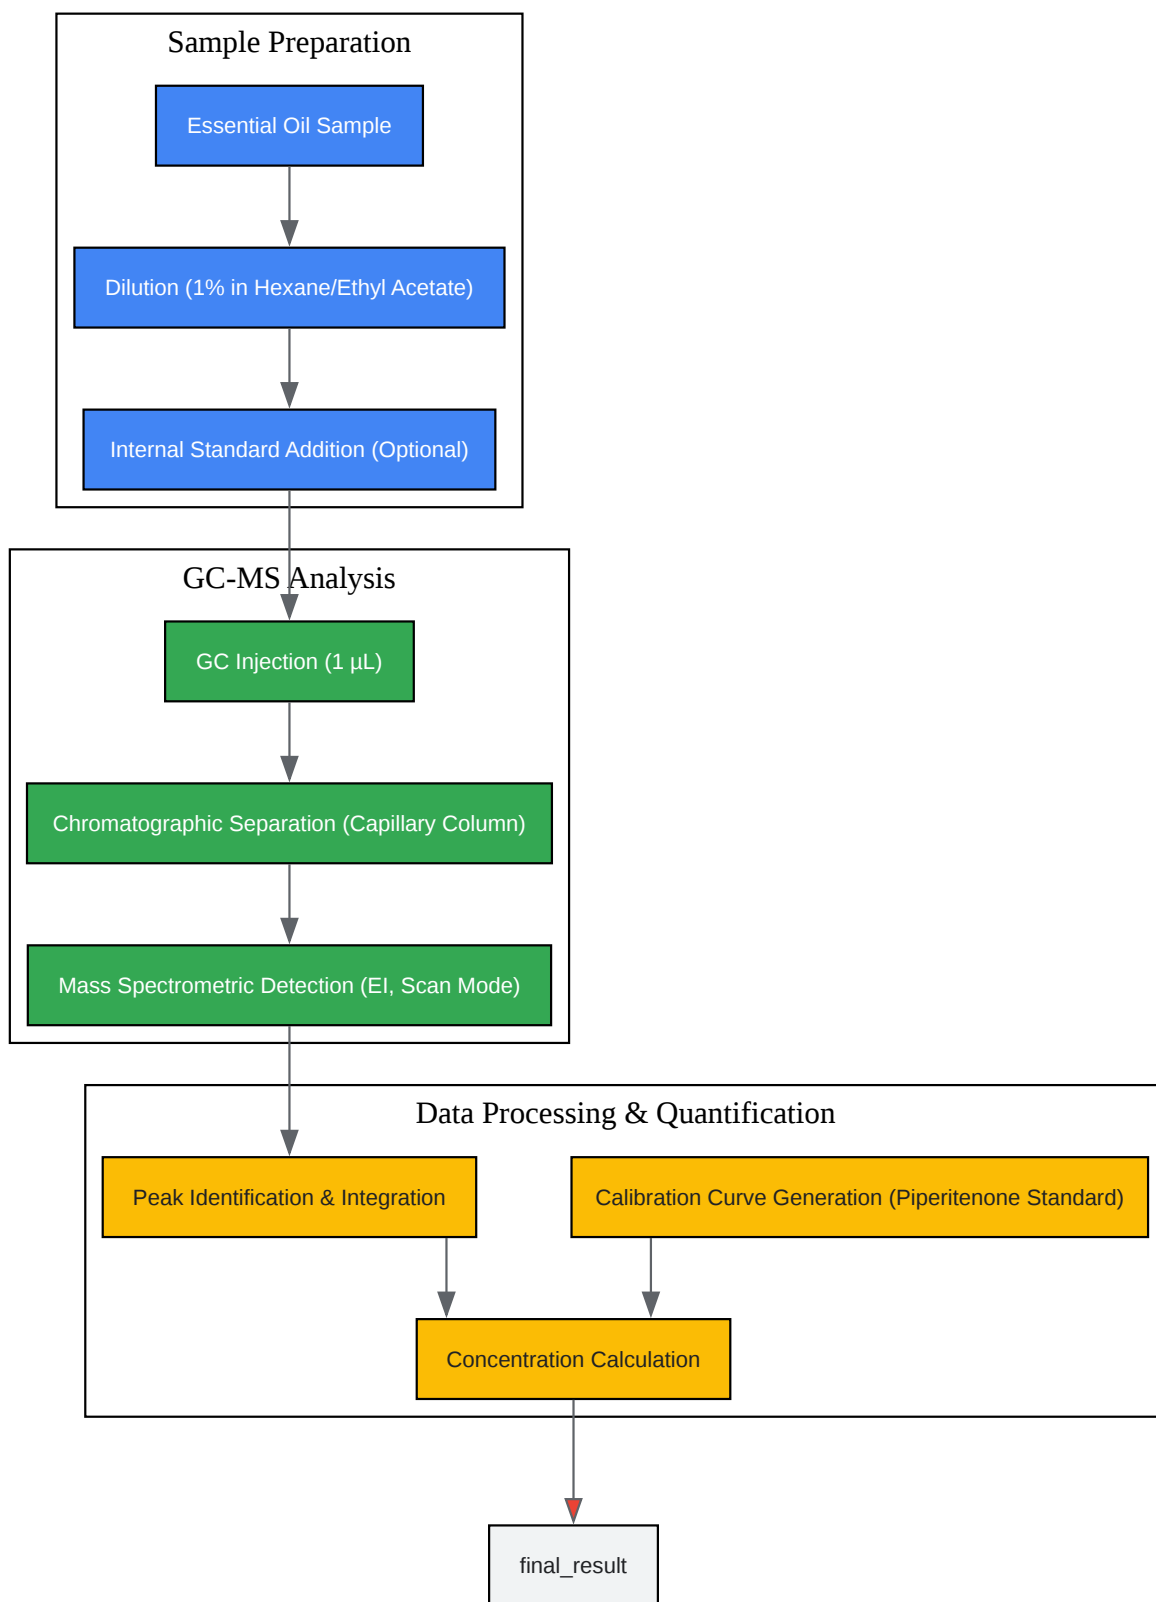 Sample Preparation
Essential Oil Sample
Dilution (1% in Hexane/Ethyl Acetate)
Internal Standard Addition (Optional)
GC-MS Analysis
GC Injection (1 µL)
Chromatographic Separation (Capillary Column)
Mass Spectrometric Detection (EI, Scan Mode)
Data Processing & Quantification
Peak Identification & Integration
Calibration Curve Generation (Piperitenone Standard)
Concentration Calculation
final_result